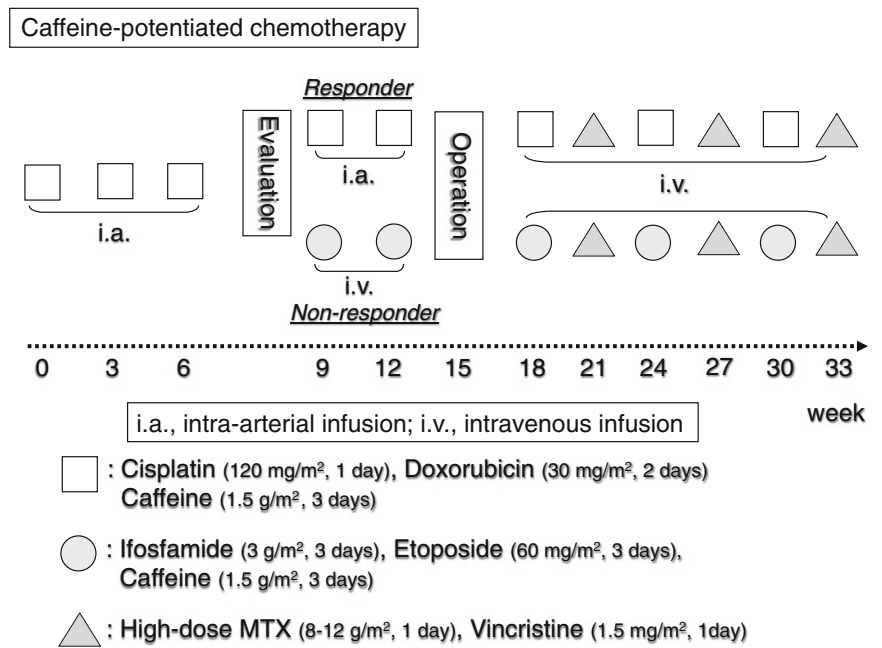 Caffeine-potentiated chemotherapy
Responder
Evaluation
Operation
i.a.
i.a.
i.v.
i.v.
Non-responder
0 3 6 9 12 15 18 21 24 27 30 33
week
i.a., intra-arterial infusion; i.v., intravenous infusion
: Cisplatin (120 mg/m², 1 day), Doxorubicin (30 mg/m², 2 days)
Caffeine (1.5 g/m², 3 days)
: Ifosfamide (3 g/m², 3 days), Etoposide (60 mg/m², 3 days),
Caffeine (1.5 g/m², 3 days)
: High-dose MTX (8-12 g/m², 1 day), Vincristine (1.5 mg/m², 1day)